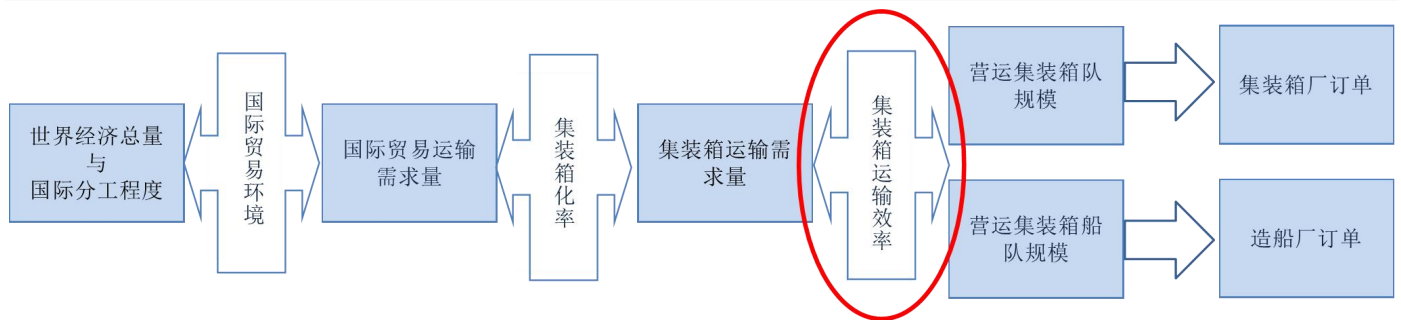 世界经济总量
与
国际分工程度
国际贸易环境
国际贸易运输
需求量
集装箱化率
集装箱运输需
求量
集装箱运输效率
营运集装箱队
规模
集装箱厂订单
营运集装箱船
队规模
造船厂订单